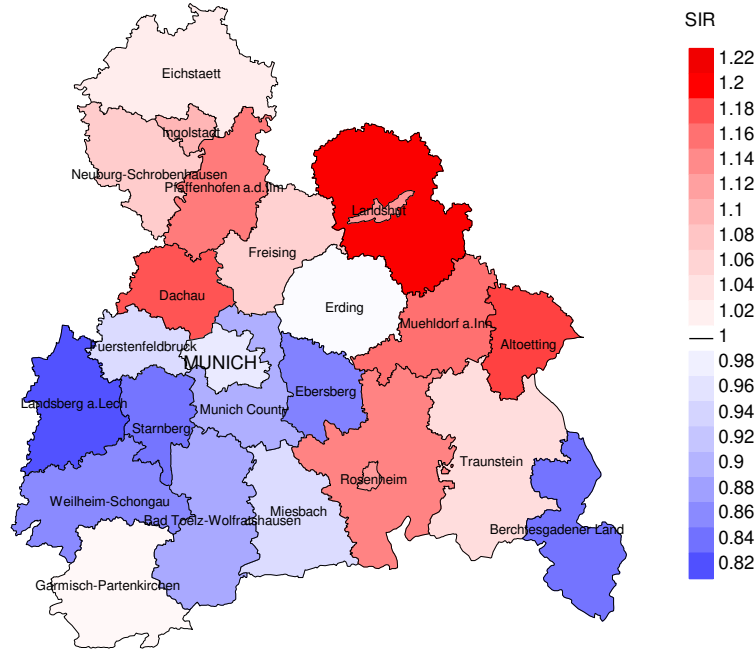 SIR
Eichstaett
Ingolstadt
Neuburg-Schrobenhausen
Pfaffenhofen a.d.Ilm
Landshut
Freising
Dachau
Erding
Muehldorf a.Inn
Altoetting
Fuerstenfeldbruck
MUNICH
Landsberg a.Lech
Starnberg
Munich County
Ebersberg
Traunstein
Rosenheim
Weilheim-Schongau
Miesbach
Bad Toelz-Wolfratshausen
Berchtesgadener Land
Garmisch-Partenkirchen
1.22
1.2
1.18
1.16
1.14
1.12
1.1
1.08
1.06
1.04
1.02
1
0.98
0.96
0.94
0.92
0.9
0.88
0.86
0.84
0.82